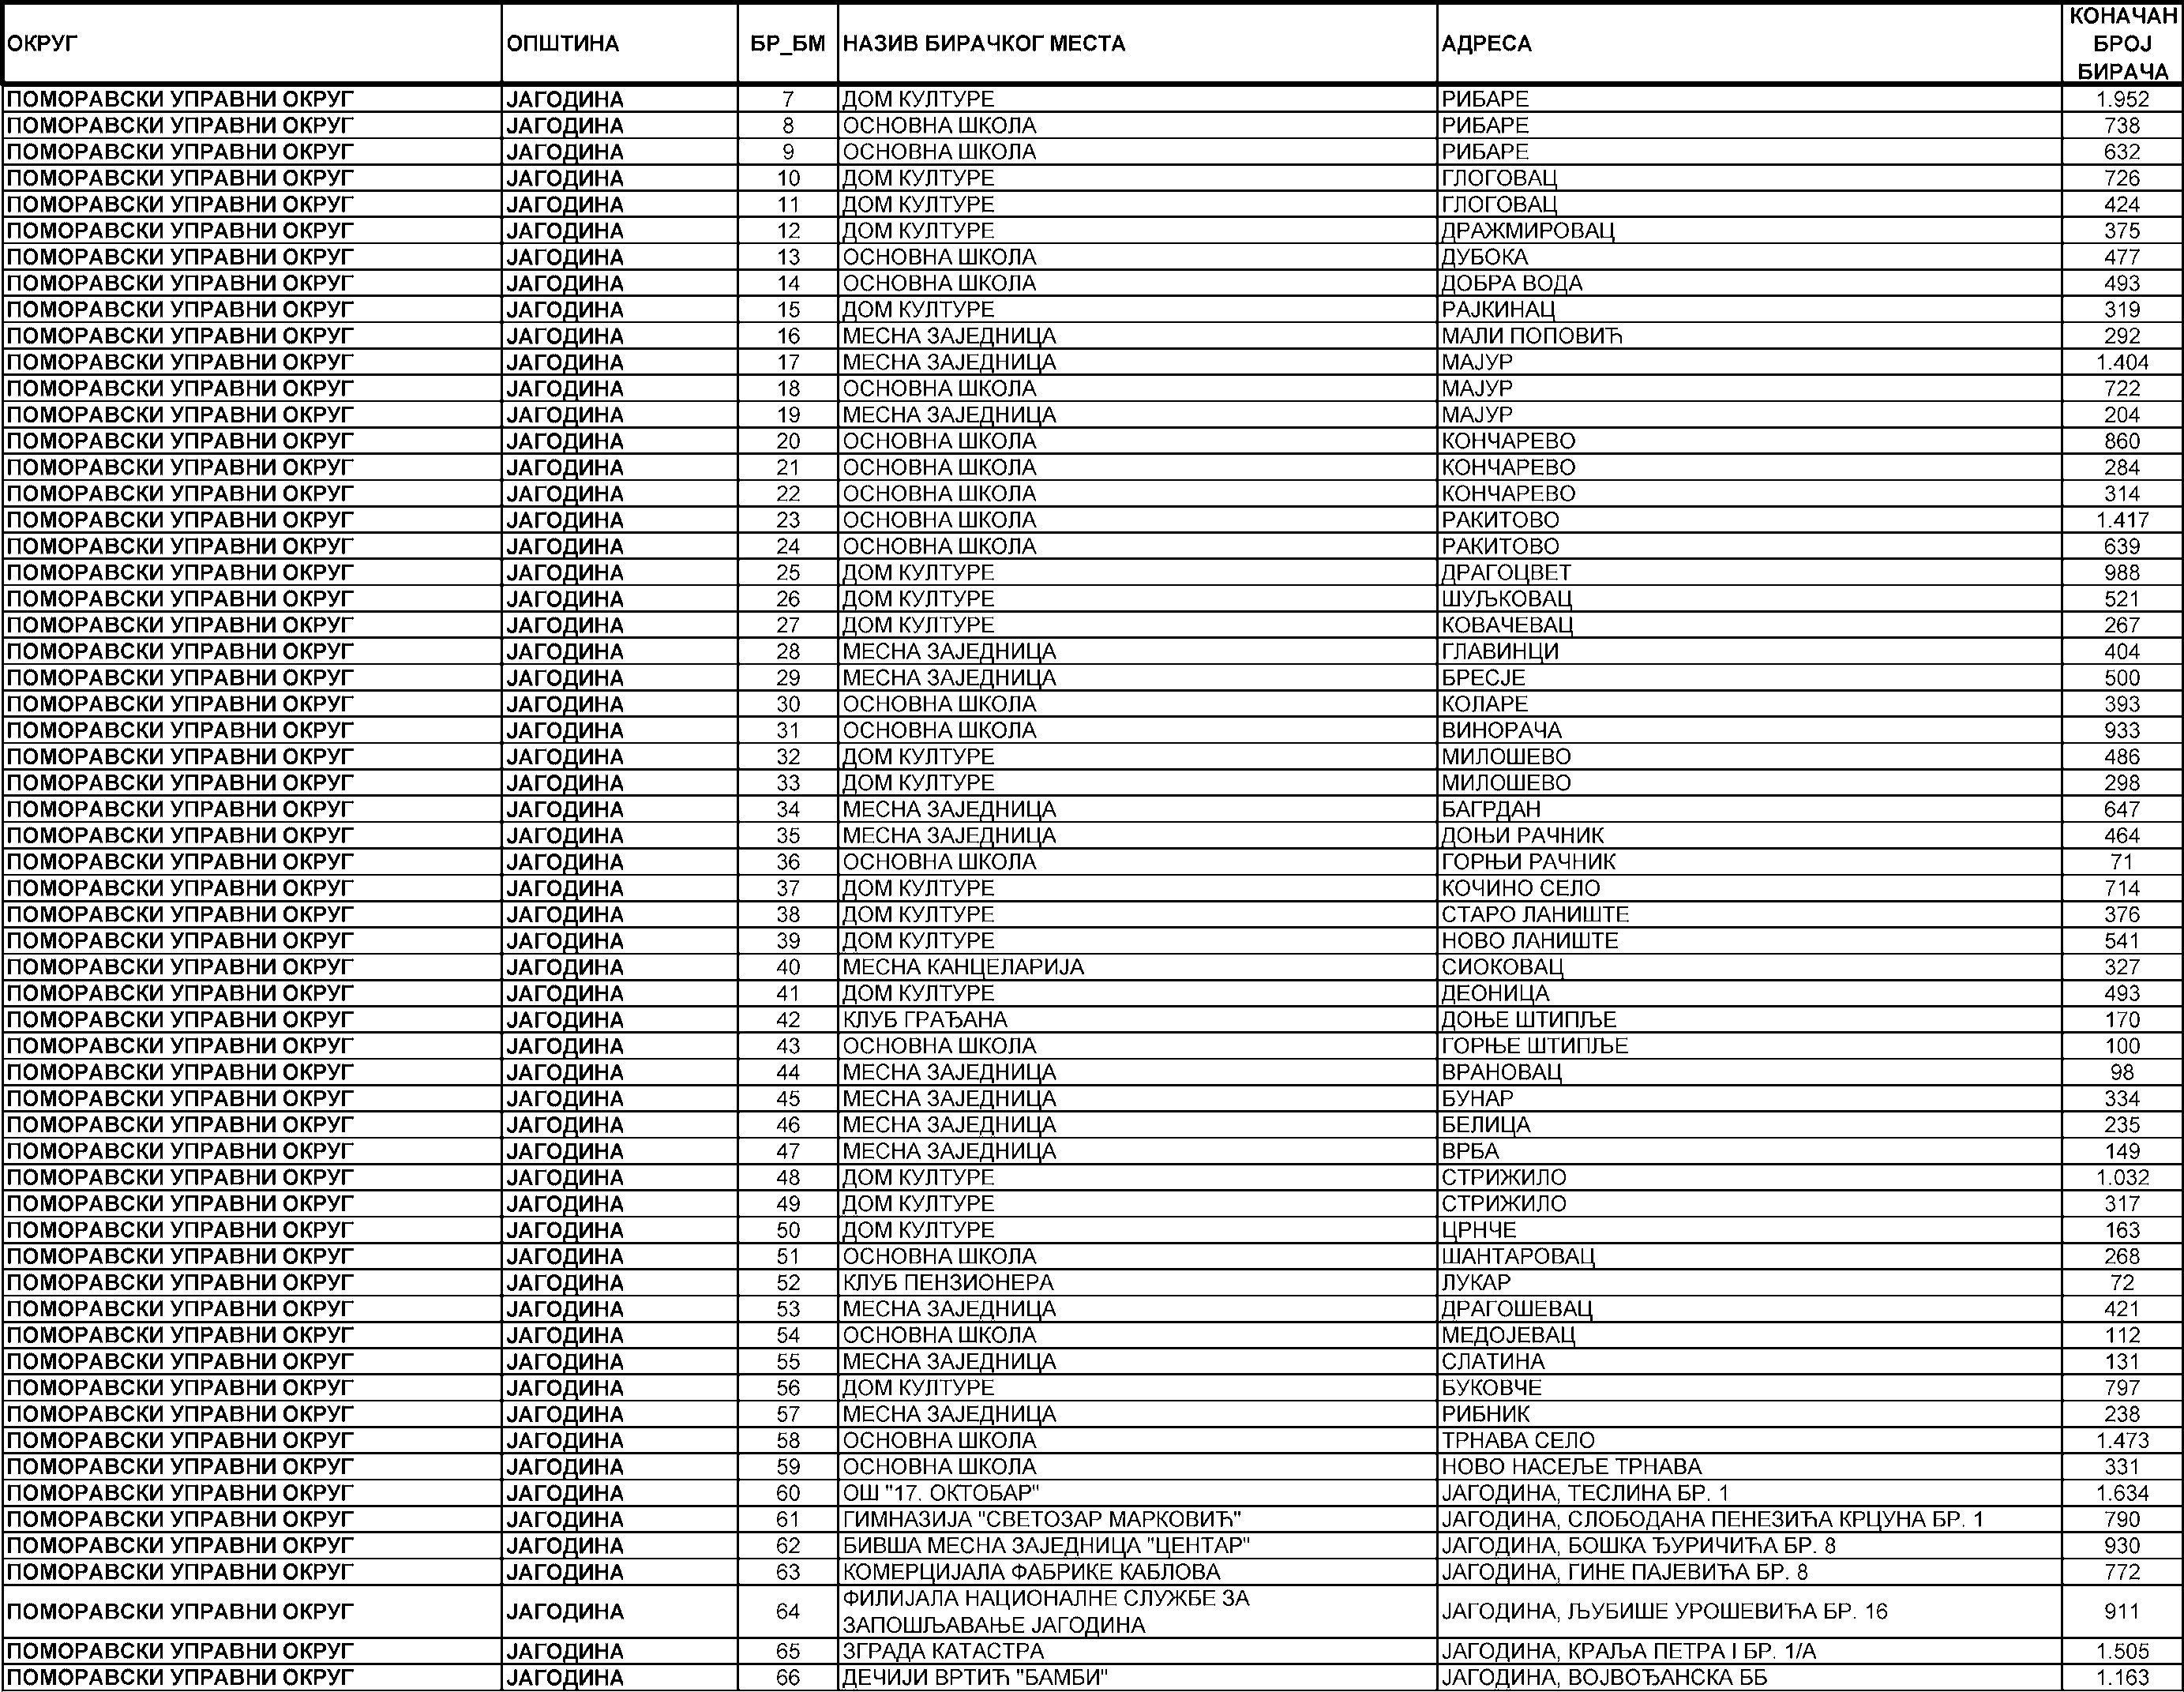 ОКРУГ ОПШТИНА БР_БМ НАЗИВ БИРАЧКОГ МЕСТА АДРЕСА КОНАЧАН БРОЈ БИРАЧА
ПОМОРАВСКИ УПРАВНИ ОКРУГ ЈАГОДИНА 7 ДОМ КУЛТУРЕ РИБАРЕ 1.952
ПОМОРАВСКИ УПРАВНИ ОКРУГ ЈАГОДИНА 8 ОСНОВНА ШКОЛА РИБАРЕ 738
ПОМОРАВСКИ УПРАВНИ ОКРУГ ЈАГОДИНА 9 ОСНОВНА ШКОЛА РИБАРЕ 632
ПОМОРАВСКИ УПРАВНИ ОКРУГ ЈАГОДИНА 10 ДОМ КУЛТУРЕ ГЛОГОВАЦ 726
ПОМОРАВСКИ УПРАВНИ ОКРУГ ЈАГОДИНА 11 ДОМ КУЛТУРЕ ГЛОГОВАЦ 424
ПОМОРАВСКИ УПРАВНИ ОКРУГ ЈАГОДИНА 12 ДОМ КУЛТУРЕ ДРАЖМИРОВАЦ 375
ПОМОРАВСКИ УПРАВНИ ОКРУГ ЈАГОДИНА 13 ОСНОВНА ШКОЛА ДУБОКА 477
ПОМОРАВСКИ УПРАВНИ ОКРУГ ЈАГОДИНА 14 ОСНОВНА ШКОЛА ДОБРА ВОДА 493
ПОМОРАВСКИ УПРАВНИ ОКРУГ ЈАГОДИНА 15 ДОМ КУЛТУРЕ РАЈКИНАЦ 319
ПОМОРАВСКИ УПРАВНИ ОКРУГ ЈАГОДИНА 16 МЕСНА ЗАЈЕДНИЦА МАЛИ ПОПОВИЋ 292
ПОМОРАВСКИ УПРАВНИ ОКРУГ ЈАГОДИНА 17 МЕСНА ЗАЈЕДНИЦА МАЈУР 1.404
ПОМОРАВСКИ УПРАВНИ ОКРУГ ЈАГОДИНА 18 ОСНОВНА ШКОЛА МАЈУР 722
ПОМОРАВСКИ УПРАВНИ ОКРУГ ЈАГОДИНА 19 МЕСНА ЗАЈЕДНИЦА МАЈУР 204
ПОМОРАВСКИ УПРАВНИ ОКРУГ ЈАГОДИНА 20 ОСНОВНА ШКОЛА КОНЧАРЕВО 860
ПОМОРАВСКИ УПРАВНИ ОКРУГ ЈАГОДИНА 21 ОСНОВНА ШКОЛА КОНЧАРЕВО 284
ПОМОРАВСКИ УПРАВНИ ОКРУГ ЈАГОДИНА 22 ОСНОВНА ШКОЛА КОНЧАРЕВО 314
ПОМОРАВСКИ УПРАВНИ ОКРУГ ЈАГОДИНА 23 ОСНОВНА ШКОЛА РАКИТОВО 1.417
ПОМОРАВСКИ УПРАВНИ ОКРУГ ЈАГОДИНА 24 ОСНОВНА ШКОЛА РАКИТОВО 639
ПОМОРАВСКИ УПРАВНИ ОКРУГ ЈАГОДИНА 25 ДОМ КУЛТУРЕ ДРАГОЦВЕТ 988
ПОМОРАВСКИ УПРАВНИ ОКРУГ ЈАГОДИНА 26 ДОМ КУЛТУРЕ ШУЉКОВАЦ 521
ПОМОРАВСКИ УПРАВНИ ОКРУГ ЈАГОДИНА 27 ДОМ КУЛТУРЕ КОВАЧЕВАЦ 267
ПОМОРАВСКИ УПРАВНИ ОКРУГ ЈАГОДИНА 28 МЕСНА ЗАЈЕДНИЦА ГЛАВИНЦИ 404
ПОМОРАВСКИ УПРАВНИ ОКРУГ ЈАГОДИНА 29 МЕСНА ЗАЈЕДНИЦА БРЕСЈЕ 500
ПОМОРАВСКИ УПРАВНИ ОКРУГ ЈАГОДИНА 30 ОСНОВНА ШКОЛА КОЛАРЕ 393
ПОМОРАВСКИ УПРАВНИ ОКРУГ ЈАГОДИНА 31 ОСНОВНА ШКОЛА ВИНОРАЧА 933
ПОМОРАВСКИ УПРАВНИ ОКРУГ ЈАГОДИНА 32 ДОМ КУЛТУРЕ МИЛОШЕВО 486
ПОМОРАВСКИ УПРАВНИ ОКРУГ ЈАГОДИНА 33 ДОМ КУЛТУРЕ МИЛОШЕВО 298
ПОМОРАВСКИ УПРАВНИ ОКРУГ ЈАГОДИНА 34 МЕСНА ЗАЈЕДНИЦА БАГРДАН 647
ПОМОРАВСКИ УПРАВНИ ОКРУГ ЈАГОДИНА 35 МЕСНА ЗАЈЕДНИЦА ДОЊИ РАЧНИК 464
ПОМОРАВСКИ УПРАВНИ ОКРУГ ЈАГОДИНА 36 ОСНОВНА ШКОЛА ГОРЊИ РАЧНИК 71
ПОМОРАВСКИ УПРАВНИ ОКРУГ ЈАГОДИНА 37 ДОМ КУЛТУРЕ КОЧИНО СЕЛО 714
ПОМОРАВСКИ УПРАВНИ ОКРУГ ЈАГОДИНА 38 ДОМ КУЛТУРЕ СТАРО ЛАНИШТЕ 376
ПОМОРАВСКИ УПРАВНИ ОКРУГ ЈАГОДИНА 39 ДОМ КУЛТУРЕ НОВО ЛАНИШТЕ 541
ПОМОРАВСКИ УПРАВНИ ОКРУГ ЈАГОДИНА 40 МЕСНА КАНЦЕЛАРИЈА СИОКОВАЦ 327
ПОМОРАВСКИ УПРАВНИ ОКРУГ ЈАГОДИНА 41 ДОМ КУЛТУРЕ ДЕОНИЦА 493
ПОМОРАВСКИ УПРАВНИ ОКРУГ ЈАГОДИНА 42 КЛУБ ГРАЂАНА ДОЊЕ ШТИПЉЕ 170
ПОМОРАВСКИ УПРАВНИ ОКРУГ ЈАГОДИНА 43 ОСНОВНА ШКОЛА ГОРЊЕ ШТИПЉЕ 100
ПОМОРАВСКИ УПРАВНИ ОКРУГ ЈАГОДИНА 44 МЕСНА ЗАЈЕДНИЦА ВРАНОВАЦ 98
ПОМОРАВСКИ УПРАВНИ ОКРУГ ЈАГОДИНА 45 МЕСНА ЗАЈЕДНИЦА БУНАР 334
ПОМОРАВСКИ УПРАВНИ ОКРУГ ЈАГОДИНА 46 МЕСНА ЗАЈЕДНИЦА БЕЛИЦА 235
ПОМОРАВСКИ УПРАВНИ ОКРУГ ЈАГОДИНА 47 МЕСНА ЗАЈЕДНИЦА ВРБА 149
ПОМОРАВСКИ УПРАВНИ ОКРУГ ЈАГОДИНА 48 ДОМ КУЛТУРЕ СТРИЖИЛО 1.032
ПОМОРАВСКИ УПРАВНИ ОКРУГ ЈАГОДИНА 49 ДОМ КУЛТУРЕ СТРИЖИЛО 317
ПОМОРАВСКИ УПРАВНИ ОКРУГ ЈАГОДИНА 50 ДОМ КУЛТУРЕ ЦРНЧЕ 163
ПОМОРАВСКИ УПРАВНИ ОКРУГ ЈАГОДИНА 51 ОСНОВНА ШКОЛА ШАНТАРОВАЦ 268
ПОМОРАВСКИ УПРАВНИ ОКРУГ ЈАГОДИНА 52 КЛУБ ПЕНЗИОНЕРА ЛУКАР 72
ПОМОРАВСКИ УПРАВНИ ОКРУГ ЈАГОДИНА 53 МЕСНА ЗАЈЕДНИЦА ДРАГОШЕВАЦ 421
ПОМОРАВСКИ УПРАВНИ ОКРУГ ЈАГОДИНА 54 ОСНОВНА ШКОЛА МЕДОЈЕВАЦ 112
ПОМОРАВСКИ УПРАВНИ ОКРУГ ЈАГОДИНА 55 МЕСНА ЗАЈЕДНИЦА СЛАТИНА 131
ПОМОРАВСКИ УПРАВНИ ОКРУГ ЈАГОДИНА 56 ДОМ КУЛТУРЕ БУКОВЧЕ 797
ПОМОРАВСКИ УПРАВНИ ОКРУГ ЈАГОДИНА 57 МЕСНА ЗАЈЕДНИЦА РИБНИК 238
ПОМОРАВСКИ УПРАВНИ ОКРУГ ЈАГОДИНА 58 ОСНОВНА ШКОЛА ТРНАВА СЕЛО 1.473
ПОМОРАВСКИ УПРАВНИ ОКРУГ ЈАГОДИНА 59 ОСНОВНА ШКОЛА НОВО НАСЕЉЕ ТРНАВА 331
ПОМОРАВСКИ УПРАВНИ ОКРУГ ЈАГОДИНА 60 ОШ "17. ОКТОБАР" ЈАГОДИНА, ТЕСЛИНА БР. 1 1.634
ПОМОРАВСКИ УПРАВНИ ОКРУГ ЈАГОДИНА 61 ГИМНАЗИЈА "СВЕТОЗАР МАРКОВИЋ" ЈАГОДИНА, СЛОБОДАНА ПЕНЕЗИЋА КРЦУНА БР. 1 790
ПОМОРАВСКИ УПРАВНИ ОКРУГ ЈАГОДИНА 62 БИВША МЕСНА ЗАЈЕДНИЦА "ЦЕНТАР" ЈАГОДИНА, БОШКА ЂУРИЧИЋА БР. 8 930
ПОМОРАВСКИ УПРАВНИ ОКРУГ ЈАГОДИНА 63 КОМЕРЦИЈАЛА ФАБРИКЕ КАБЛОВА ЈАГОДИНА, ГИНЕ ПАЈЕВИЋА БР. 8 772
ПОМОРАВСКИ УПРАВНИ ОКРУГ ЈАГОДИНА 64 ФИЛИЈАЛА НАЦИОНАЛНЕ СЛУЖБЕ ЗА ЗАПОШЉАВАЊЕ ЈАГОДИНА ЈАГОДИНА, ЉУБИШЕ УРОШЕВИЋА БР. 16 911
ПОМОРАВСКИ УПРАВНИ ОКРУГ ЈАГОДИНА 65 ЗГРАДА КАТАСТРА ЈАГОДИНА, КРАЉА ПЕТРА I БР. 1/А 1.505
ПОМОРАВСКИ УПРАВНИ ОКРУГ ЈАГОДИНА 66 ДЕЧИЈИ ВРТИЋ "БАМБИ" ЈАГОДИНА, ВОЈВОЂАНСКА ББ 1.163